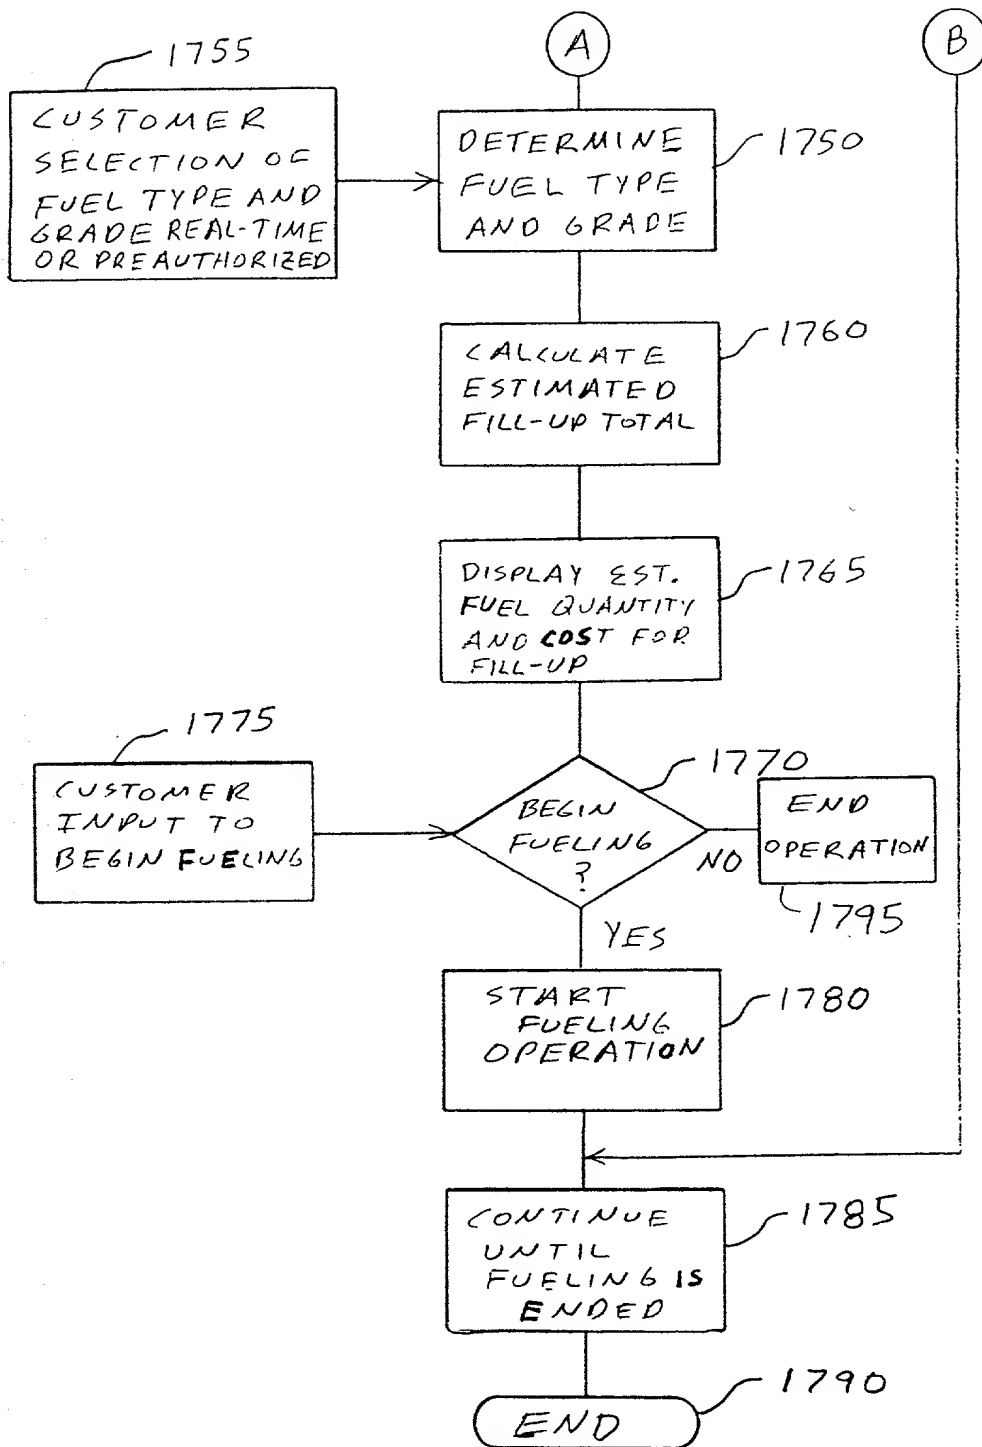 A
B
1755
CUSTOMER
SELECTION OF
FUEL TYPE AND
GRADE REAL-TIME
OR PREAUTHORIZED
DETERMINE
FUEL TYPE
AND GRADE
1750
CALCULATE
ESTIMATED
FILL-UP TOTAL
1760
DISPLAY EST.
FUEL QUANTITY
AND COST FOR
FILL-UP
1765
1775
CUSTOMER
INPUT TO
BEGIN FUELING
BEGIN
FUELING
?
1770
NO
END
OPERATION
1795
YES
START
FUELING
OPERATION
1780
CONTINUE
UNTIL
FUELING IS
ENDED
1785
END
1790